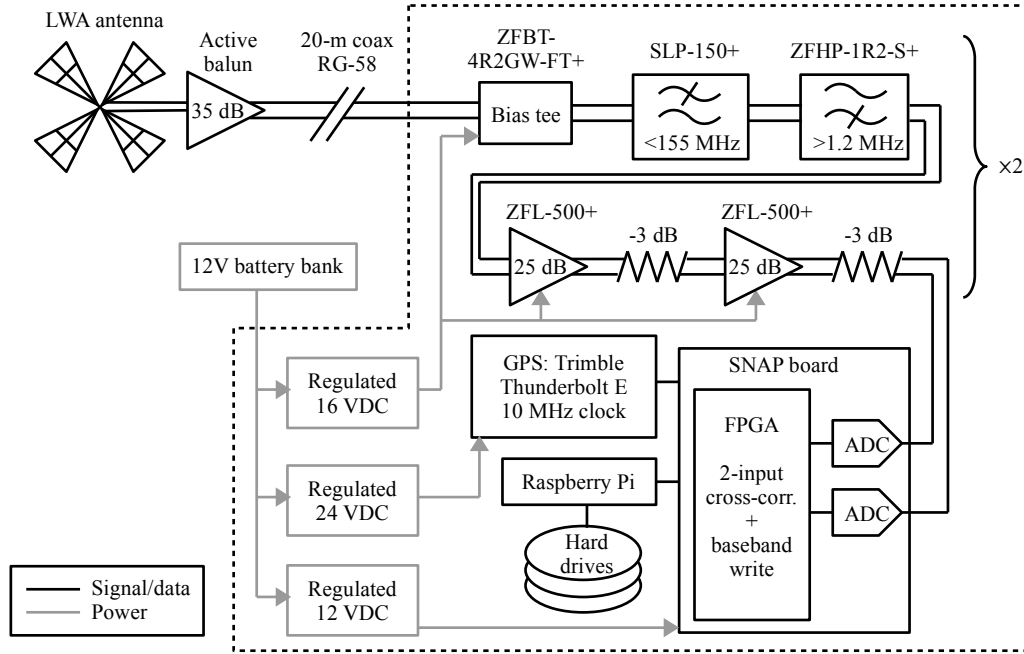 LWA antenna
Active
balun
35 dB
20-m coax
RG-58
ZFBT-
4R2GW-FT+
Bias tee
SLP-150+
<155 MHz
ZFHP-1R2-S+
>1.2 MHz
×2
ZFL-500+
25 dB
-3 dB
ZFL-500+
25 dB
-3 dB
12V battery bank
Regulated
16 VDC
Regulated
24 VDC
Regulated
12 VDC
GPS: Trimble
Thunderbolt E
10 MHz clock
Raspberry Pi
Hard
drives
SNAP board
FPGA
2-input
cross-corr.
+
baseband
write
ADC
ADC
Signal/data
Power